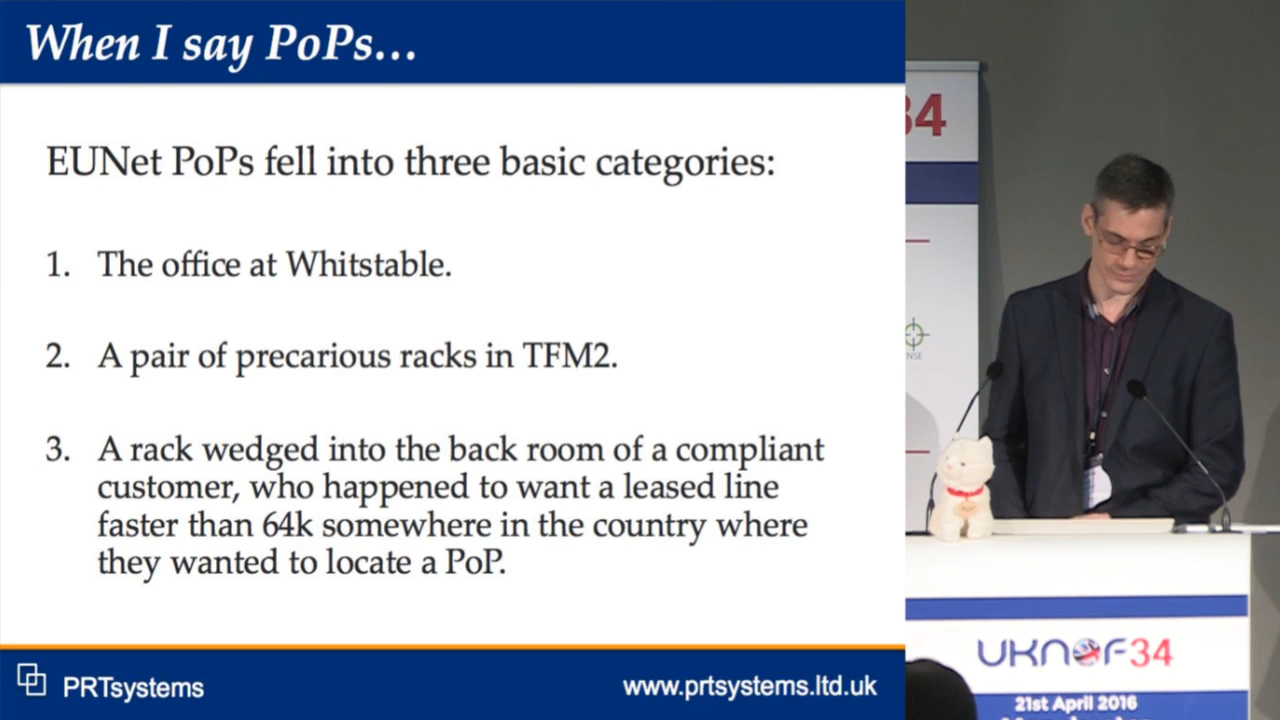 When I say PoPs...
EUNet PoPs fell into three basic categories:
1. The office at Whitstable.
2. A pair of precarious racks in TFM2.
3. A rack wedged into the back room of a compliant
customer, who happened to want a leased line
faster than 64k somewhere in the country where
they wanted to locate a PoP.
PRTsystems
www.prtsystems.ltd.uk
34
UKNOF34
21st April 2016